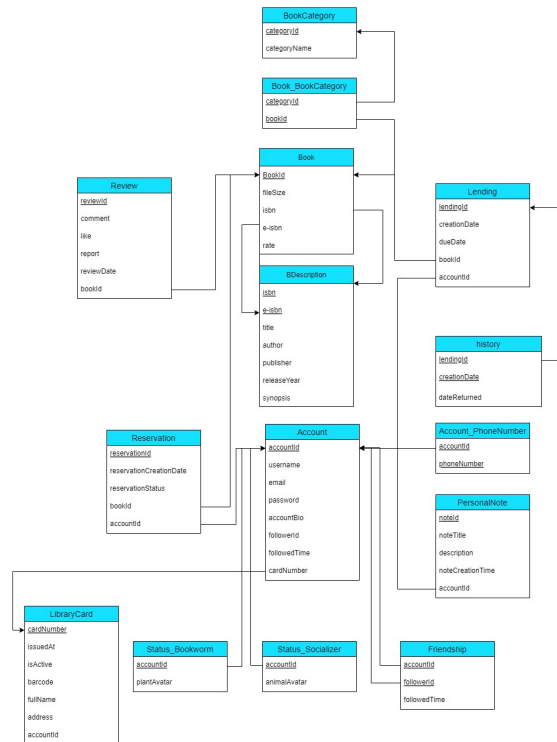 BookCategory
categoryId
categoryName
Book_BookCategory
categoryId
bookId
Book
BookId
fileSize
isbn
e-isbn
rate
Review
reviewId
comment
like
report
reviewDate
bookId
Lending
lendingId
creationDate
dueDate
bookId
accountId
BDescription
isbn
e-isbn
title
author
publisher
releaseYear
synopsis
history
lendingId
creationDate
dateReturned
Reservation
reservationId
reservationCreationDate
reservationStatus
bookId
accountId
Account
accountId
username
email
password
accountBio
followerId
followedTime
cardNumber
Account_PhoneNumber
accountId
phoneNumber
PersonalNote
noteId
noteTitle
description
noteCreationTime
accountId
LibraryCard
cardNumber
issuedAt
isActive
barcode
fullName
address
accountId
Status_Bookworm
accountId
plantAvatar
Status_Socializer
accountId
animalAvatar
Friendship
accountId
followerId
followedTime